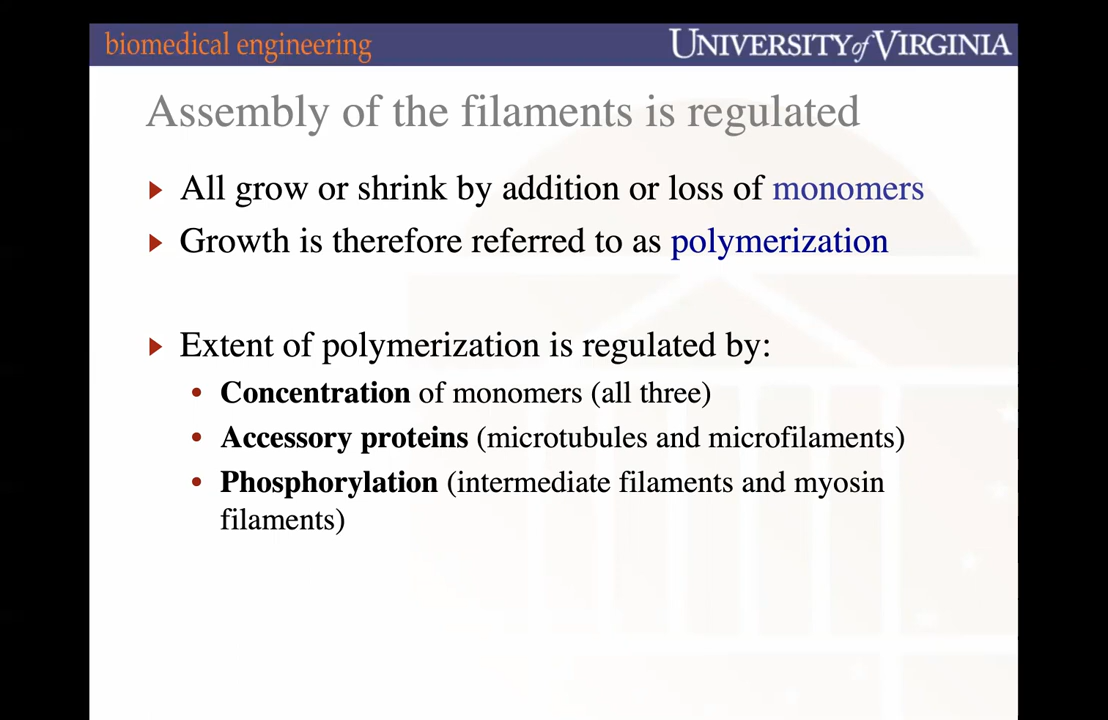 biomedical engineering
UNIVERSITY of VIRGINIA
Assembly of the filaments is regulated
All grow or shrink by addition or loss of monomers
Growth is therefore referred to as polymerization
Extent of polymerization is regulated by:
• Concentration of monomers (all three)
• Accessory proteins (microtubules and microfilaments)
• Phosphorylation (intermediate filaments and myosin
filaments)